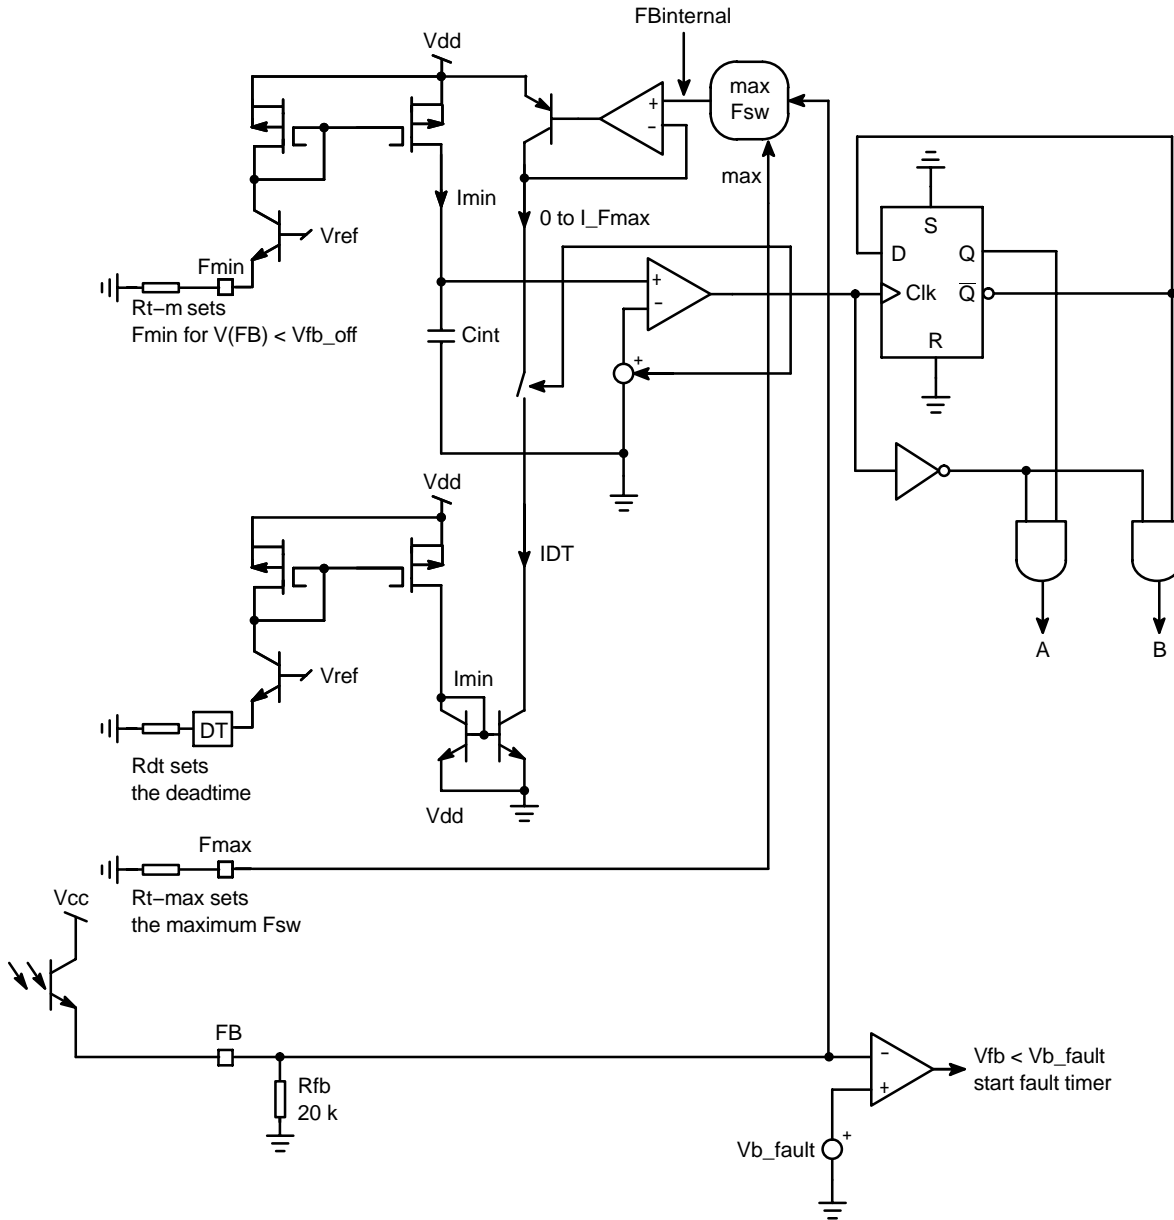 FBinternal
Vdd
max
Fsw
+
−
Imin
max
0 to I_Fmax
S
Vref
D
Q
Fmin
+
−
Clk
Q
Rt−m sets
Fmin for V(FB) < Vfb_off
Cint
R
+
Vdd
IDT
Vref
Imin
A
B
DT
Rdt sets
the deadtime
Vdd
Fmax
Rt−max sets
the maximum Fsw
Vcc
FB
−
+
Vfb < Vb_fault
start fault timer
Rfb
20 k
Vb_fault
+